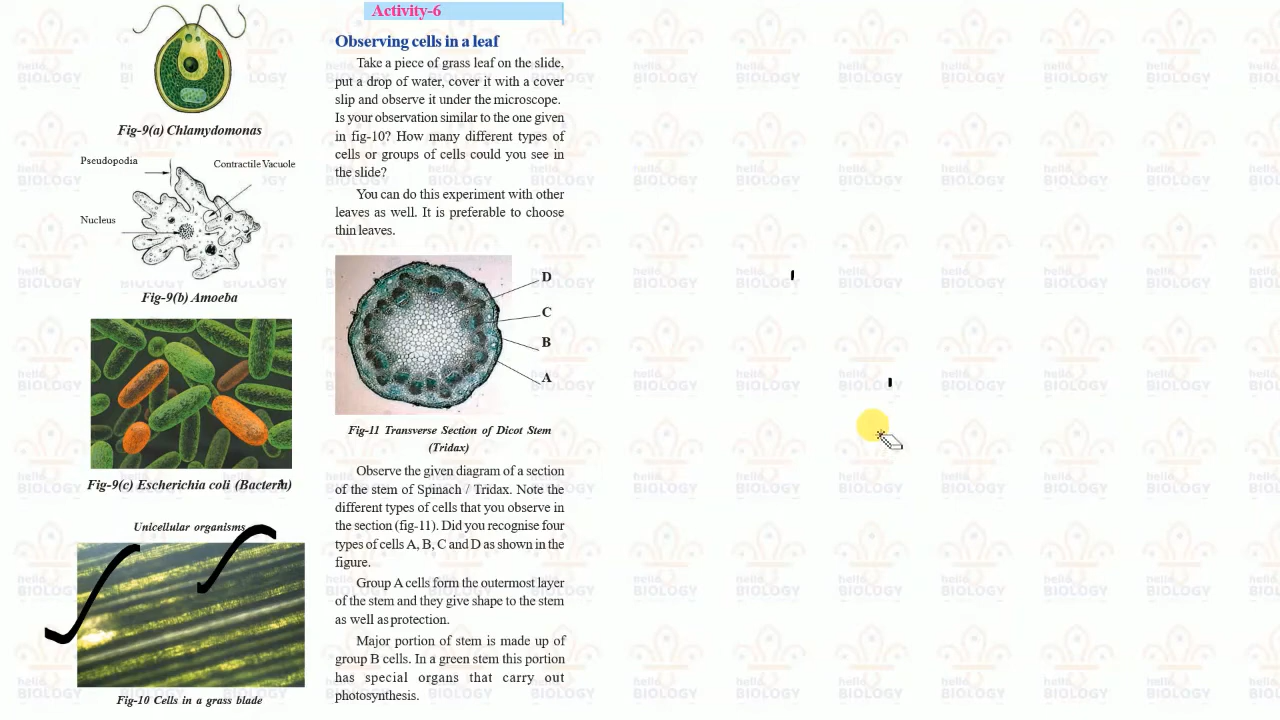 Fig-9(a) Chlamydomonas
Pseudopodia
Contractile Vacuole
Nucleus
Fig-9(b) Amoeba
Fig-9(c) Escherichia coli (Bacteria)
Unicellular organisms
Fig-10 Cells in a grass blade
Activity-6
Observing cells in a leaf
Take a piece of grass leaf on the slide,
put a drop of water, cover it with a cover
slip and observe it under the microscope.
Is your observation similar to the one given
in fig-10? How many different types of
cells or groups of cells could you see in
the slide?
You can do this experiment with other
leaves as well. It is preferable to choose
thin leaves.
D
C
B
A
Fig-11 Transverse Section of Dicot Stem
(Tridax)
Observe the given diagram of a section
of the stem of Spinach / Tridax. Note the
different types of cells that you observe in
the section (fig-11). Did you recognise four
types of cells A, B, C and D as shown in the
figure.
Group A cells form the outermost layer
of the stem and they give shape to the stem
as well as protection.
Major portion of stem is made up of
group B cells. In a green stem this portion
has special organs that carry out
photosynthesis.
hello
BIOLOGY